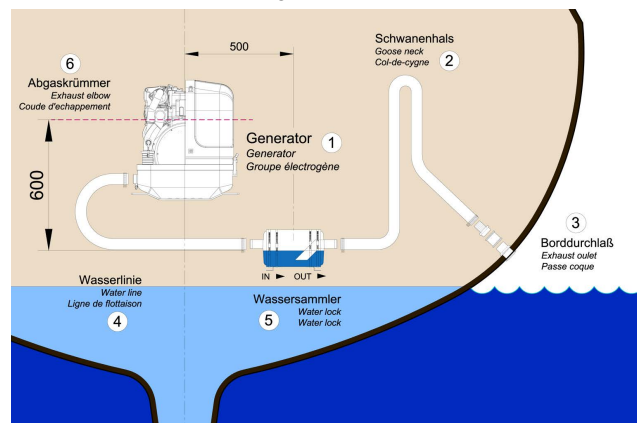 500
6
Abgaskrümmer
Exhaust elbow
Coude d'echappement
Schwanenhals
Goose neck
Col-de-cygne
2
600
Generator
Generator
Groupe électrogène
1
3
Borddurchlaß
Exhaust oulet
Passe coque
IN OUT
Wasserlinie
Water line
Ligne de flottaison
4
Wassersammler
Water lock
Water lock
5